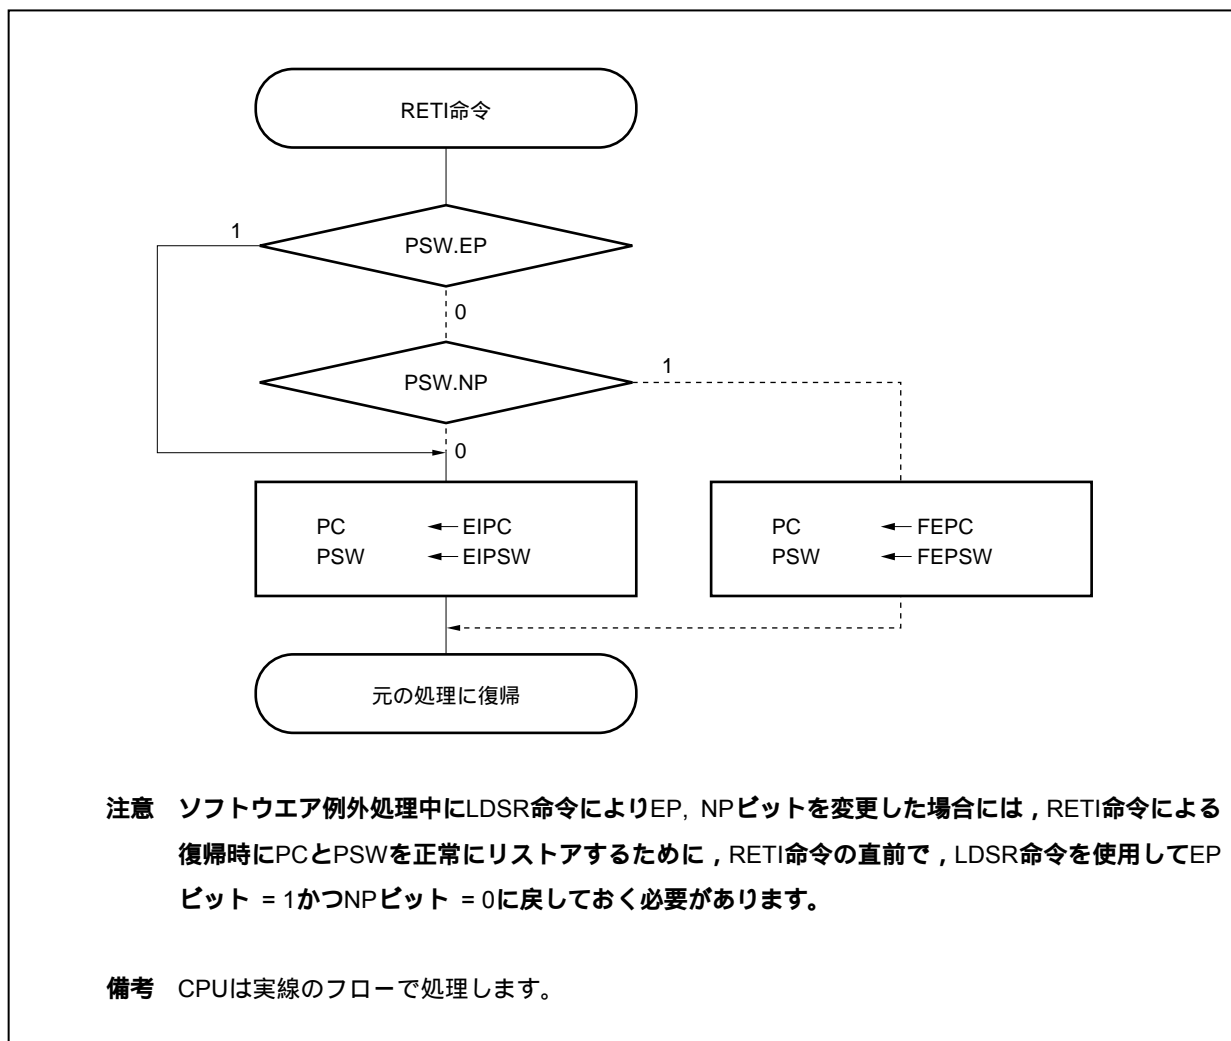 RETI命令
PSW.EP
1
0
PSW.NP
1
0
PC ← EIPC
PSW ← EIPSW
PC ← FEPC
PSW ← FEPSW
元の処理に復帰
注意 ソフトウエア例外処理中にLDSR命令によりEP, NPビットを変更した場合には，RETI命令による
復帰時にPCとPSWを正常にリストアするために，RETI命令の直前で，LDSR命令を使用してEP
ビット = 1かつNPビット = 0に戻しておく必要があります。
備考 CPUは実線のフローで処理します。